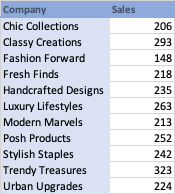 Company Sales
Chic Collections 206
Classy Creations 293
Fashion Forward 148
Fresh Finds 218
Handcrafted Designs 235
Luxury Lifestyles 263
Modern Marvels 213
Posh Products 252
Stylish Staples 242
Trendy Treasures 323
Urban Upgrades 224